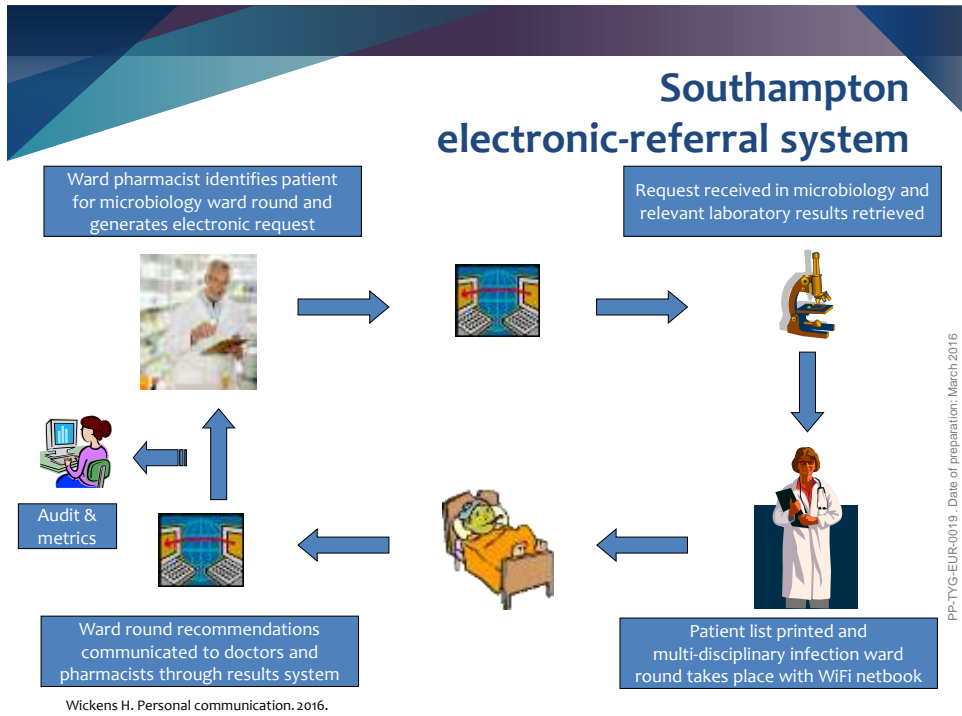 Southampton
electronic-referral system
Ward pharmacist identifies patient
for microbiology ward round and
generates electronic request
Request received in microbiology and
relevant laboratory results retrieved
Audit &
metrics
Ward round recommendations
communicated to doctors and
pharmacists through results system
Patient list printed and
multi-disciplinary infection ward
round takes place with WiFi netbook
Wickens H. Personal communication. 2016.
PP-TYG-EUR-0019 . Date of preparation: March 2016